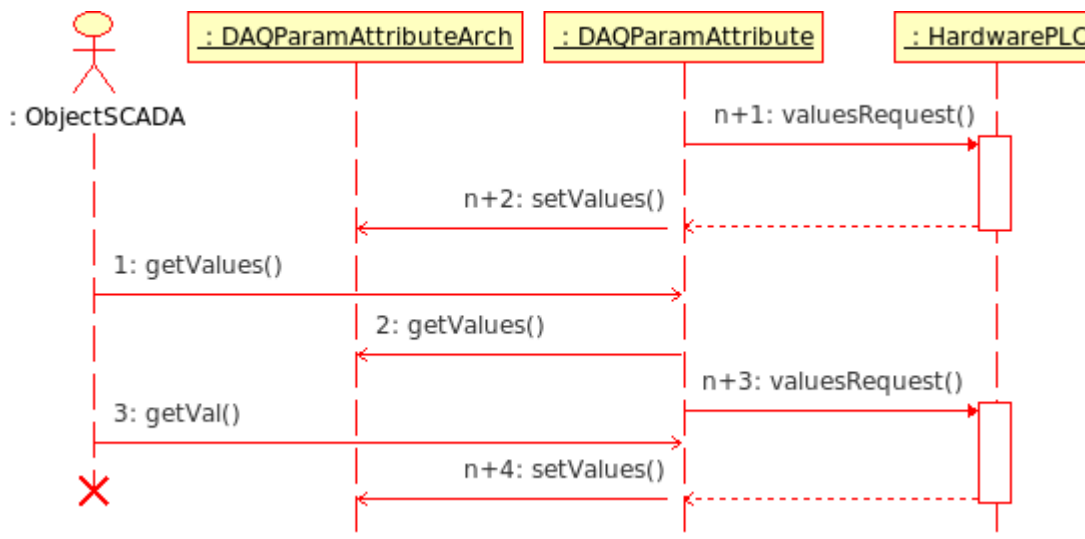 : DAQParamAttributeArch
: DAQParamAttribute
: HardwarePLC
: ObjectSCADA
n+1: valuesRequest()
n+2: setValues()
1: getValues()
2: getValues()
n+3: valuesRequest()
3: getVal()
n+4: setValues()